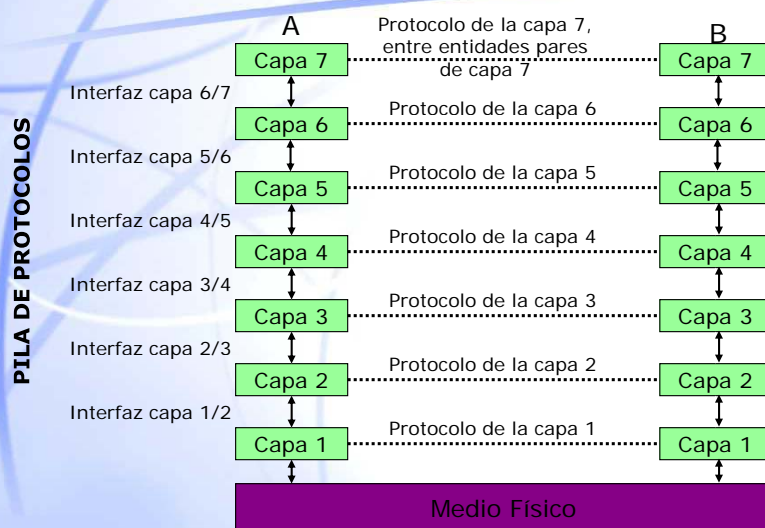 A
Protocolo de la capa 7,
entre entidades pares
de capa 7
B
Capa 7
Capa 7
Interfaz capa 6/7
Protocolo de la capa 6
Capa 6
Capa 6
Interfaz capa 5/6
Protocolo de la capa 5
Capa 5
Capa 5
Interfaz capa 4/5
Protocolo de la capa 4
Capa 4
Capa 4
Interfaz capa 3/4
Protocolo de la capa 3
Capa 3
Capa 3
Interfaz capa 2/3
Protocolo de la capa 2
Capa 2
Capa 2
Interfaz capa 1/2
Protocolo de la capa 1
Capa 1
Capa 1
Medio Físico
PILA DE PROTOCOLOS